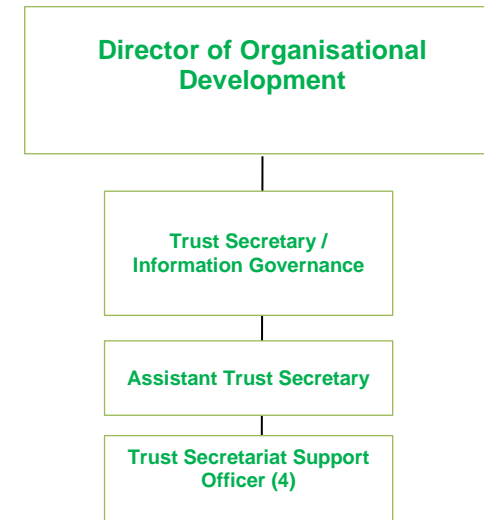 Director of Organisational
Development
Trust Secretary /
Information Governance
Assistant Trust Secretary
Trust Secretariat Support
Officer (4)